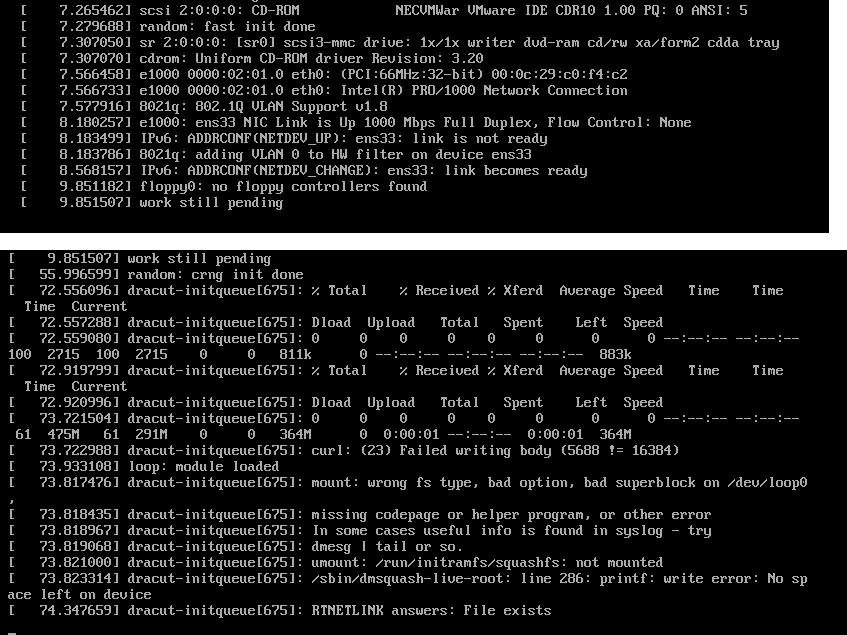 [    7.265462] scsi 2:0:0:0: CD-ROM            NECVMWar VMware IDE CDR10 1.00 PQ: 0 ANSI: 5
[    7.279688] random: fast init done
[    7.307050] sr 2:0:0:0: [sr0] scsi3-mmc drive: 1x/1x writer dvd-ram cd/rw xa/form2 cdda tray
[    7.307070] cdrom: Uniform CD-ROM driver Revision: 3.20
[    7.566458] e1000 0000:02:01.0 eth0: (PCI:66MHz:32-bit) 00:0c:29:c0:f4:c2
[    7.566733] e1000 0000:02:01.0 eth0: Intel(R) PRO/1000 Network Connection
[    7.577916] 8021q: 802.1Q VLAN Support v1.8
[    8.180257] e1000: ens33 NIC Link is Up 1000 Mbps Full Duplex, Flow Control: None
[    8.183499] IPv6: ADDRCONF(NETDEV_UP): ens33: link is not ready
[    8.183786] 8021q: adding VLAN 0 to HW filter on device ens33
[    8.568157] IPv6: ADDRCONF(NETDEV_CHANGE): ens33: link becomes ready
[    9.851182] floppy0: no floppy controllers found
[    9.851507] work still pending
[    9.851507] work still pending
[   55.996599] random: crng init done
[   72.556096] dracut-initqueue[675]: % Total    % Received % Xferd  Average Speed   Time    Time
Time  Current
[   72.557288] dracut-initqueue[675]: Dload  Upload   Total   Spent    Left  Speed
[   72.559080] dracut-initqueue[675]: 0     0    0     0    0     0      0      0 --:--:-- --:--:--
100  2715  100  2715    0     0   811k      0 --:--:-- --:--:-- --:--:--  883k
[   72.919799] dracut-initqueue[675]: % Total    % Received % Xferd  Average Speed   Time    Time
Time  Current
[   72.920996] dracut-initqueue[675]: Dload  Upload   Total   Spent    Left  Speed
[   73.721504] dracut-initqueue[675]: 0     0    0     0    0     0      0      0 --:--:-- --:--:--
61  475M   61  291M    0     0   364M      0  0:00:01 --:--:--  0:00:01  364M
[   73.722988] dracut-initqueue[675]: curl: (23) Failed writing body (5688 != 16384)
[   73.933108] loop: module loaded
[   73.817476] dracut-initqueue[675]: mount: wrong fs type, bad option, bad superblock on /dev/loop0
,
[   73.818435] dracut-initqueue[675]: missing codepage or helper program, or other error
[   73.818967] dracut-initqueue[675]: In some cases useful info is found in syslog - try
[   73.819068] dracut-initqueue[675]: dmesg | tail or so.
[   73.821000] dracut-initqueue[675]: umount: /run/initramfs/squashfs: not mounted
[   73.823314] dracut-initqueue[675]: /sbin/dmsquash-live-root: line 286: printf: write error: No sp
ace left on device
[   74.347659] dracut-initqueue[675]: RTNETLINK answers: File exists